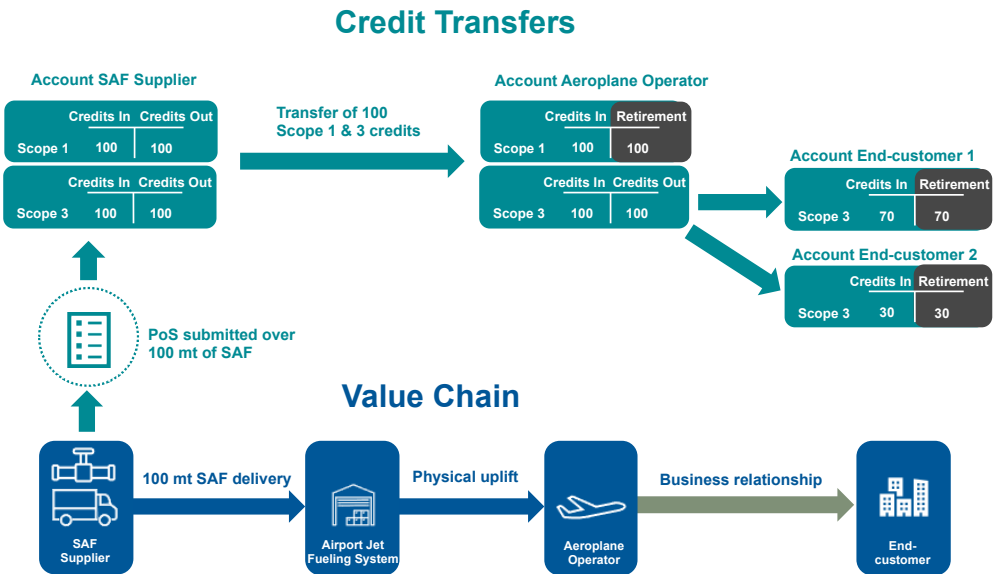 Credit Transfers
Account SAF Supplier
Credits In Credits Out
Scope 1 100 100
Credits In Credits Out
Scope 3 100 100
Transfer of 100
Scope 1 & 3 credits
Account Aeroplane Operator
Credits In Retirement
Scope 1 100 100
Credits In Credits Out
Scope 3 100 100
Account End-customer 1
Credits In Retirement
Scope 3 70 70
Account End-customer 2
Credits In Retirement
Scope 3 30 30
PoS submitted over
100 mt of SAF
Value Chain
SAF
Supplier
100 mt SAF delivery
Airport Jet
Fueling System
Physical uplift
Aeroplane
Operator
Business relationship
End-
customer